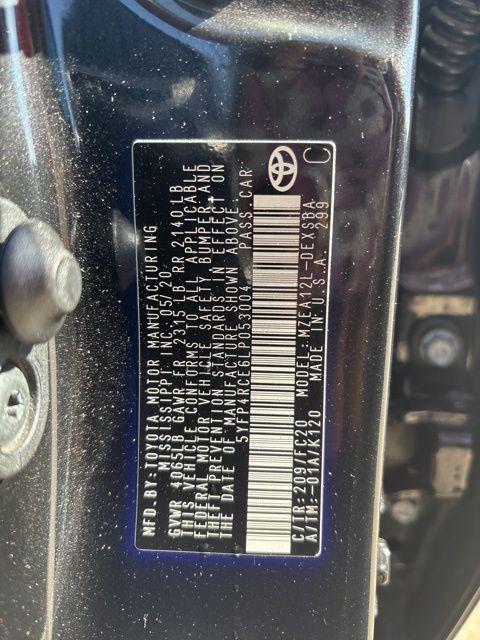 MFD. BY: TOYOTA MOTOR MANUFACTURING
MISSISSIPPI, INC. 05/20
GVWR 4065LB GAWR FR 2315LB RR 2140LB
THIS VEHICLE CONFORMS TO ALL APPLICABLE
FEDERAL MOTOR VEHICLE SAFETY, BUMPER, AND
THEFT PREVENTION STANDARDS IN EFFECT ON
THE DATE OF MANUFACTURE SHOWN ABOVE.
5YFP4RCE6LP053004 PASS. CAR
C
C/TR: 209/FC20 MODEL: MZEA12L-DEXSBA
A/TM: -01A/K120 MADE IN U.S.A. 299